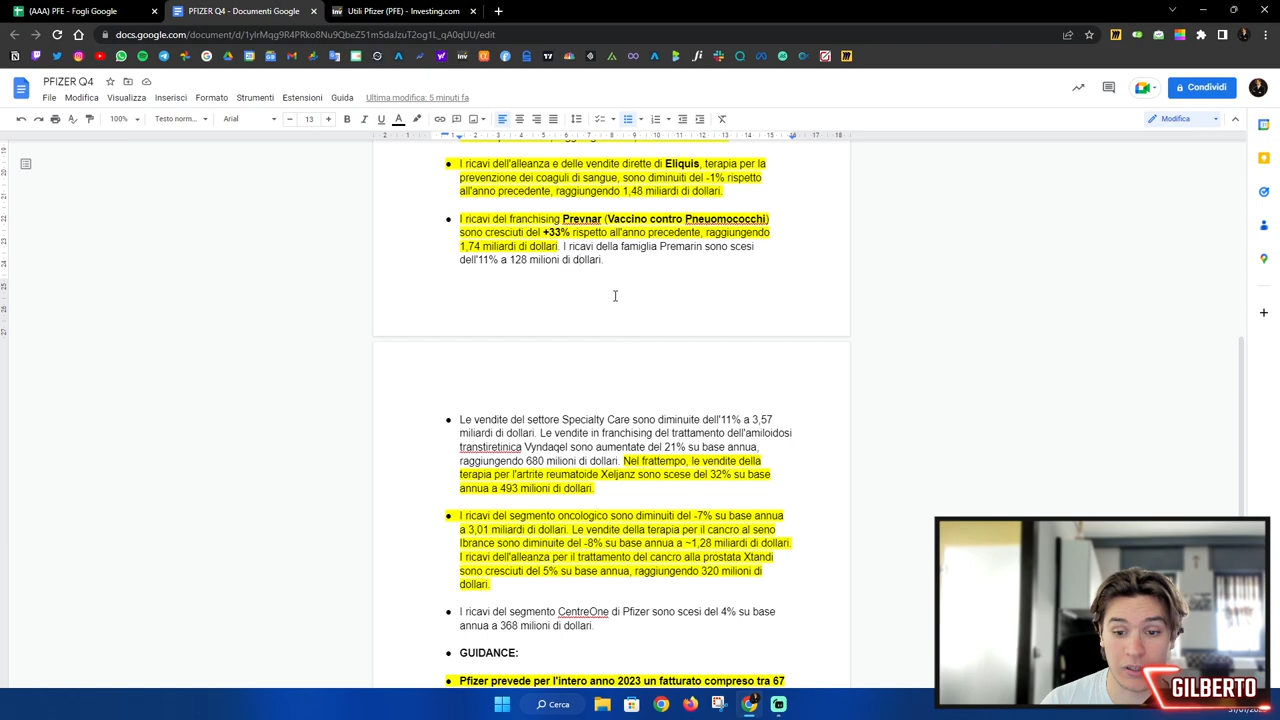 (AAA) PFE - Fogli Google
PFIZER Q4 - Documenti Google
Utili Pfizer (PFE) - Investing.com
docs.google.com/document/d/1ylrMqg9R4PRko8Nu9QbeZ51m5daJzuT2og1L_qA0qUU/edit
PFIZER Q4
File Modifica Visualizza Inserisci Formato Strumenti Estensioni Guida Ultima modifica: 5 minuti fa
Condividi
100% Testo norm... Arial 13 Modifica
● I ricavi dell'alleanza e delle vendite dirette di Eliquis, terapia per la
prevenzione dei coaguli di sangue, sono diminuiti del -1% rispetto
all'anno precedente, raggiungendo 1,48 miliardi di dollari.
● I ricavi del franchising Prevnar (Vaccino contro Pneuomococchi)
sono cresciuti del +33% rispetto all'anno precedente, raggiungendo
1,74 miliardi di dollari. I ricavi della famiglia Premarin sono scesi
dell'11% a 128 milioni di dollari.
● Le vendite del settore Specialty Care sono diminuite dell'11% a 3,57
miliardi di dollari. Le vendite in franchising del trattamento dell'amiloidosi
transtiretinica Vyndaqel sono aumentate del 21% su base annua,
raggiungendo 680 milioni di dollari. Nel frattempo, le vendite della
terapia per l'artrite reumatoide Xeljanz sono scese del 32% su base
annua a 493 milioni di dollari.
● I ricavi del segmento oncologico sono diminuiti del -7% su base annua
a 3,01 miliardi di dollari. Le vendite della terapia per il cancro al seno
Ibrance sono diminuite del -8% su base annua a ~1,28 miliardi di dollari.
I ricavi dell'alleanza per il trattamento del cancro alla prostata Xtandi
sono cresciuti del 5% su base annua, raggiungendo 320 milioni di
dollari.
● I ricavi del segmento CentreOne di Pfizer sono scesi del 4% su base
annua a 368 milioni di dollari.
● GUIDANCE:
● Pfizer prevede per l'intero anno 2023 un fatturato compreso tra 67
GILBERTO
Cerca